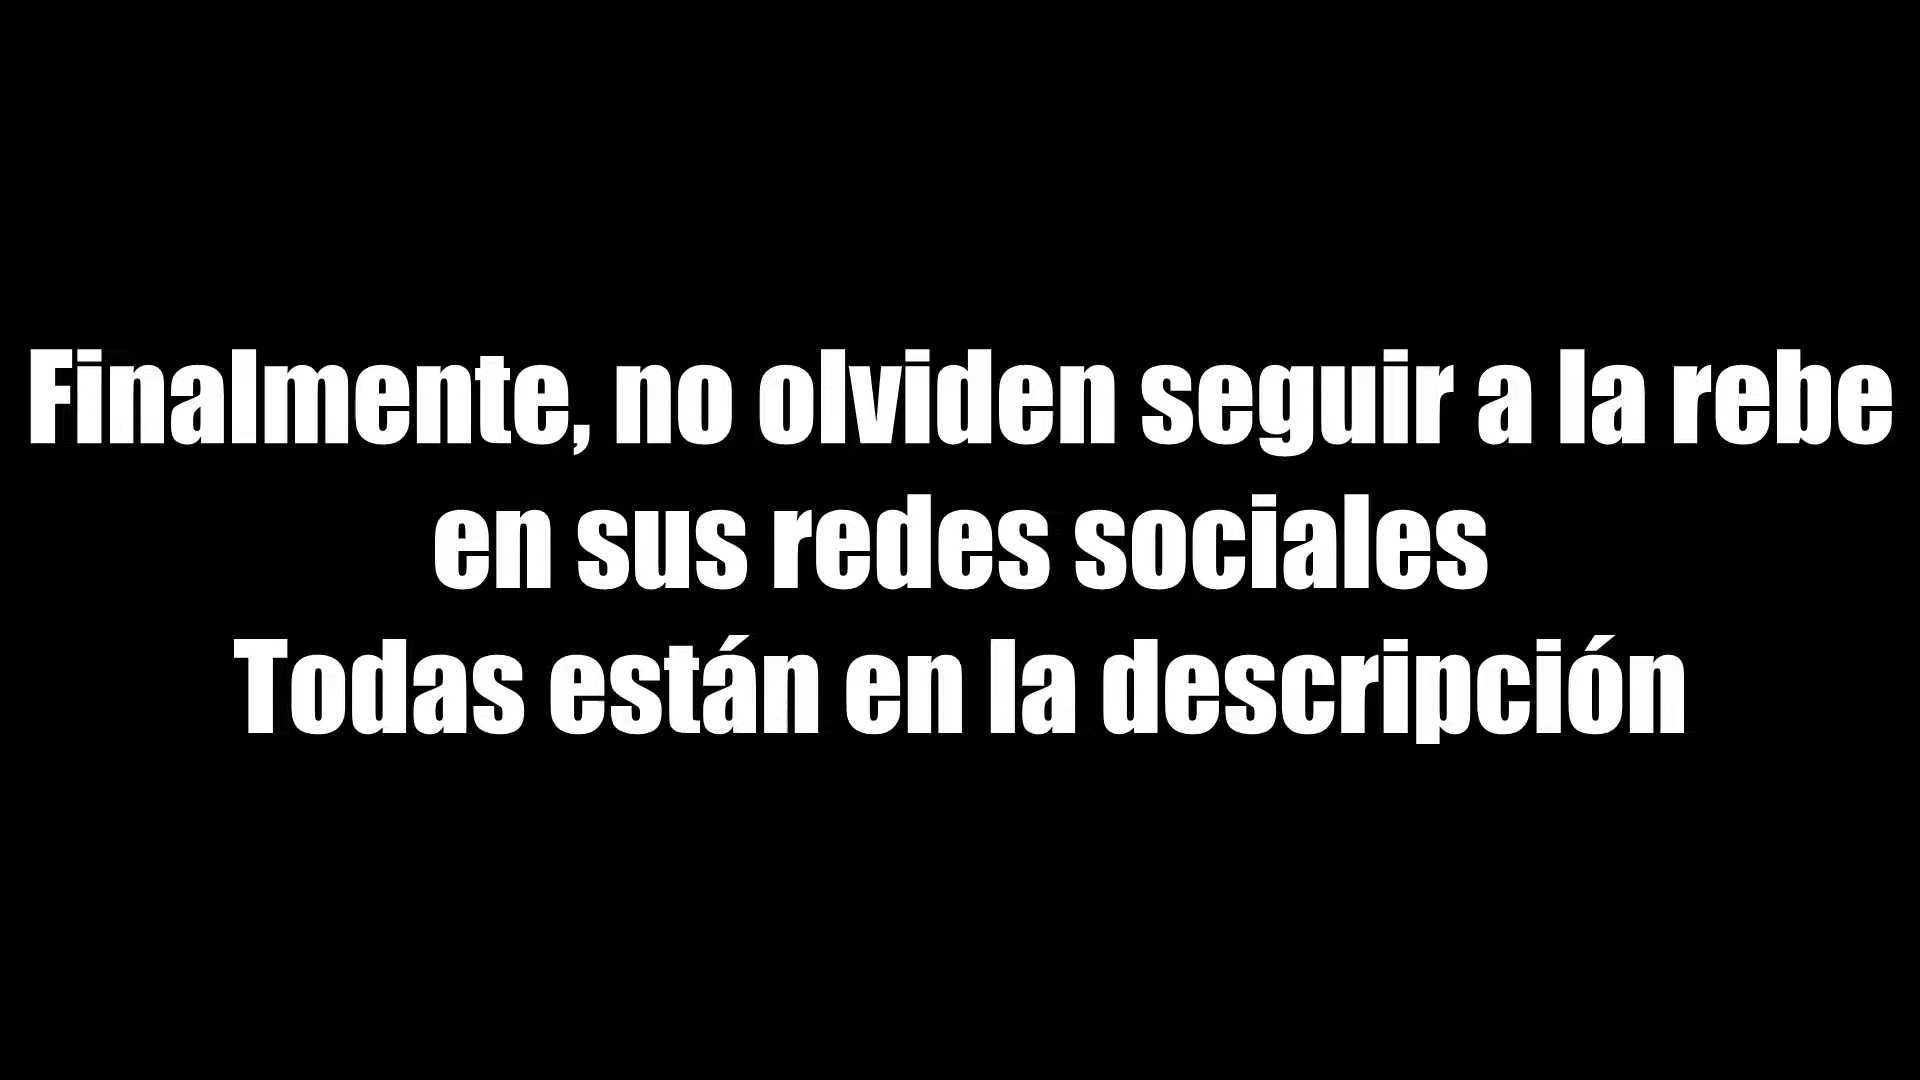 Finalmente, no olviden seguir a la rebe
en sus redes sociales
Todas están en la descripción